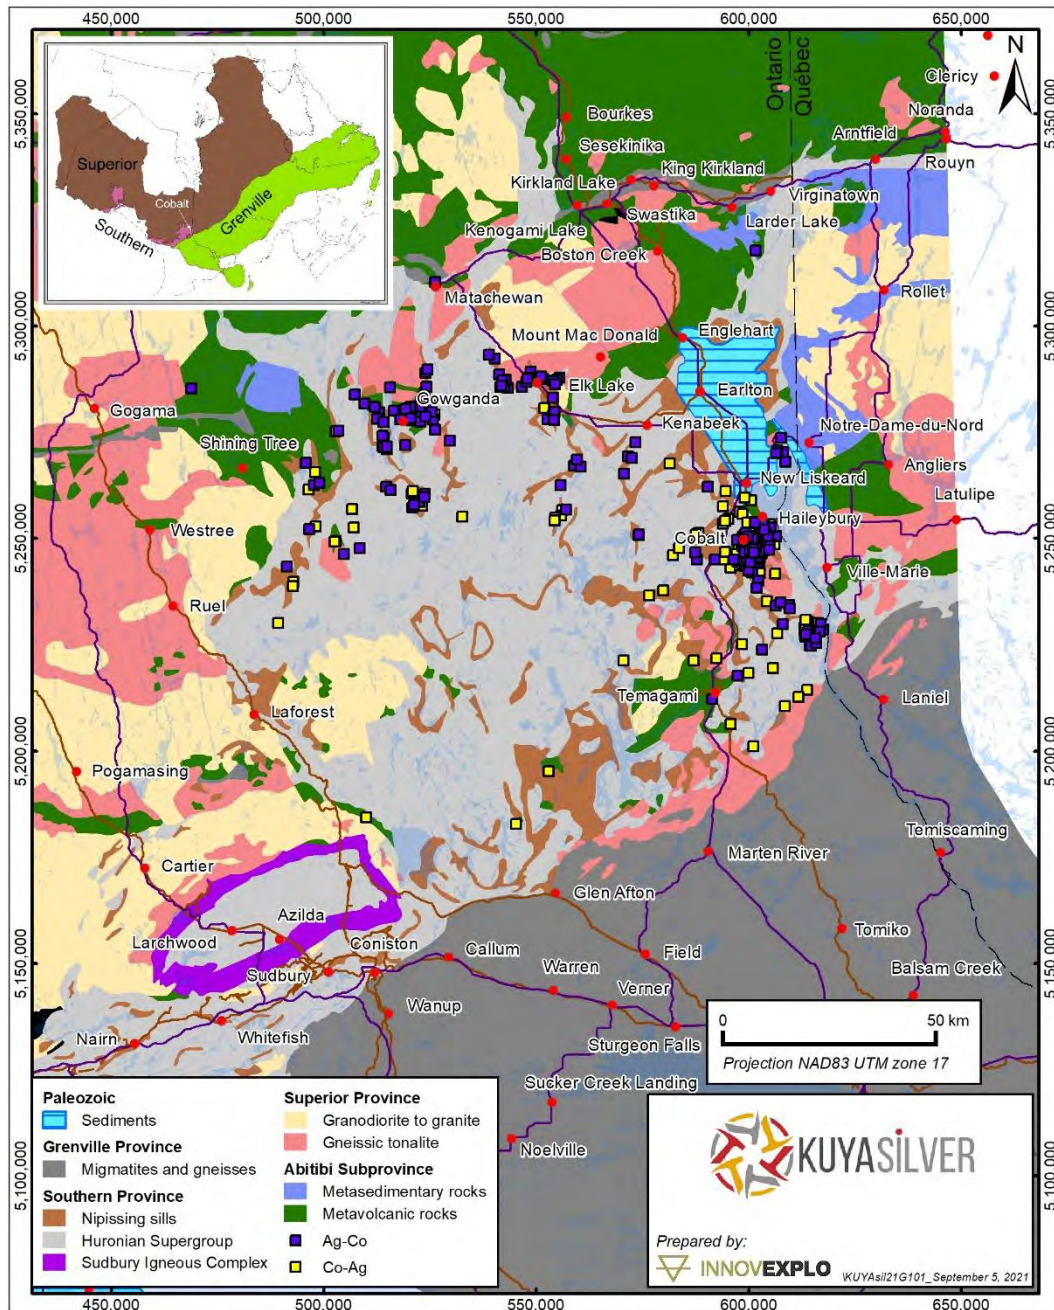 450,000
500,000
550,000
600,000
650,000
5,350,000
5,300,000
5,250,000
5,200,000
5,150,000
5,100,000
Superior
Cobalt
Southern
Grenville
Ontario
Québec
N
Clericy
Noranda
Bourkes
Arntfield
Sesekinika
Rouyn
King Kirkland
Kirkland Lake
Virginatown
Swastika
Larder Lake
Kenogami Lake
Boston Creek
Rollet
Matachewan
Mount Mac Donald
Englehart
Elk Lake
Earlton
Gowganda
Gogama
Kenabeek
Notre-Dame-du-Nord
Shining Tree
Angliers
New Liskeard
Latulipe
Westree
Haileybury
Cobalt
Ville-Marie
Ruel
Temagami
Laniel
Laforest
Pogamasing
Temiscaming
Marten River
Cartier
Glen Afton
Azilda
Tomiko
Larchwood
Coniston
Callum
Field
Sudbury
Warren
Balsam Creek
Verner
Wanup
Whitefish
Nairn
Sturgeon Falls
Sucker Creek Landing
Noelville
0 50 km
Projection NAD83 UTM zone 17
Paleozoic
Sediments
Grenville Province
Migmatites and gneisses
Southern Province
Nipissing sills
Huronian Supergroup
Sudbury Igneous Complex
Superior Province
Granodiorite to granite
Gneissic tonalite
Abitibi Subprovince
Metasedimentary rocks
Metavolcanic rocks
Ag-Co
Co-Ag
KUYASILVER
Prepared by:
INNOVEXPLO
KUYAsil21G101_September 5, 2021
450,000
500,000
550,000
600,000
650,000
5,350,000
5,300,000
5,250,000
5,200,000
5,150,000
5,100,000